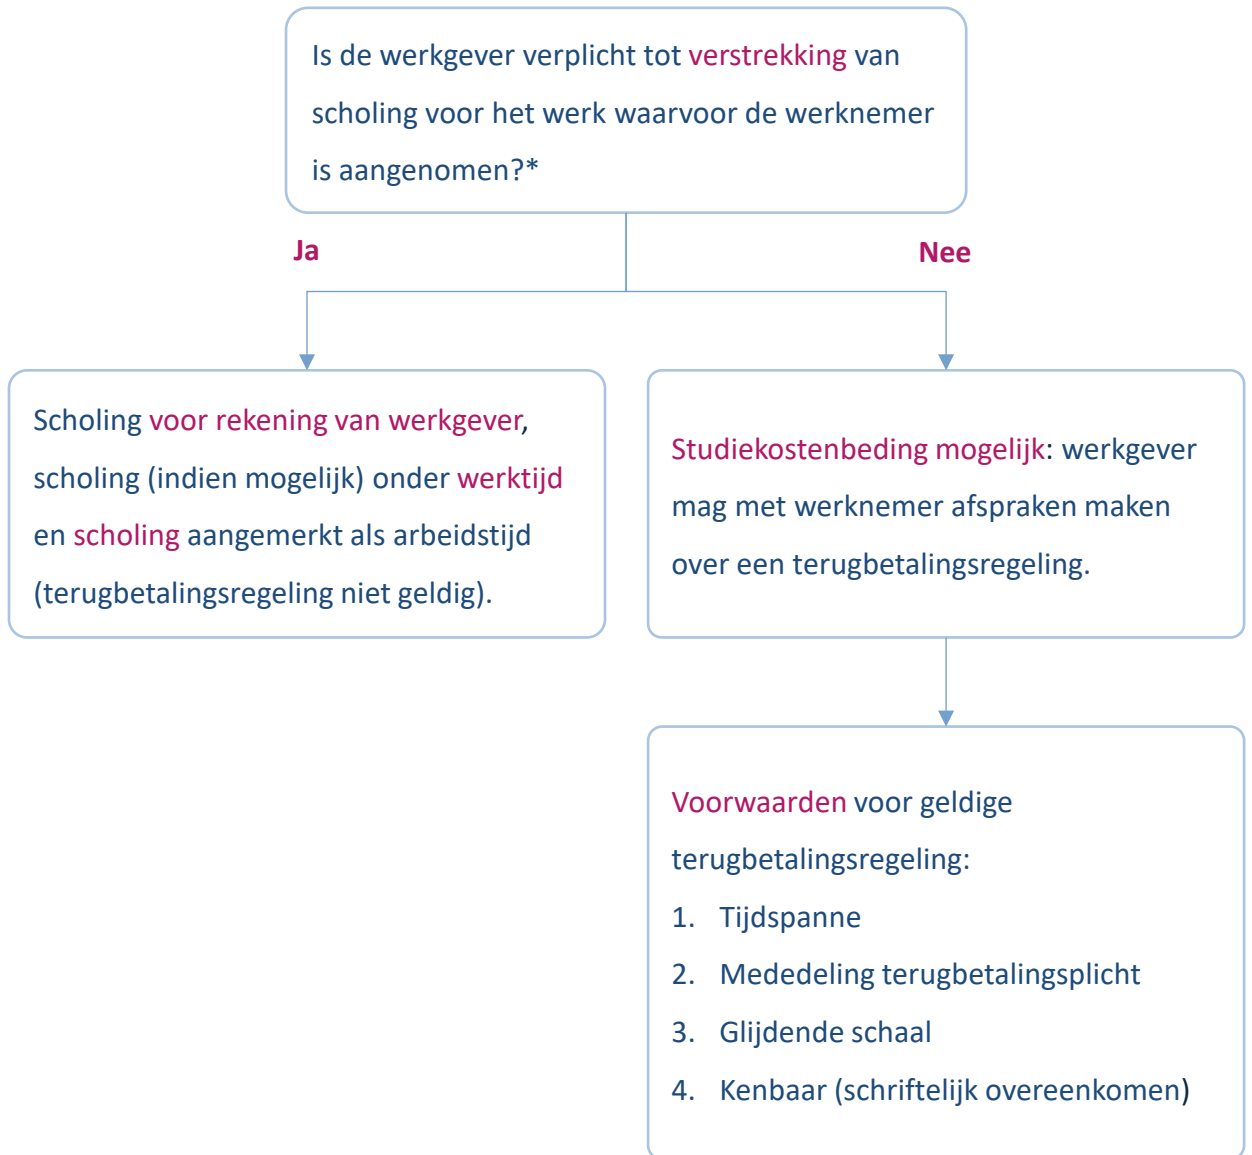 Is de werkgever verplicht tot verstrekking van
scholing voor het werk waarvoor de werknemer
is aangenomen?*
Ja
Nee
Scholing voor rekening van werkgever,
scholing (indien mogelijk) onder werktijd
en scholing aangemerkt als arbeidstijd
(terugbetalingsregeling niet geldig).
Studiekostenbeding mogelijk: werkgever
mag met werknemer afspraken maken
over een terugbetalingsregeling.
Voorwaarden voor geldige
terugbetalingsregeling:
1. Tijdspanne
2. Mededeling terugbetalingsplicht
3. Glijdende schaal
4. Kenbaar (schriftelijk overeenkomen)